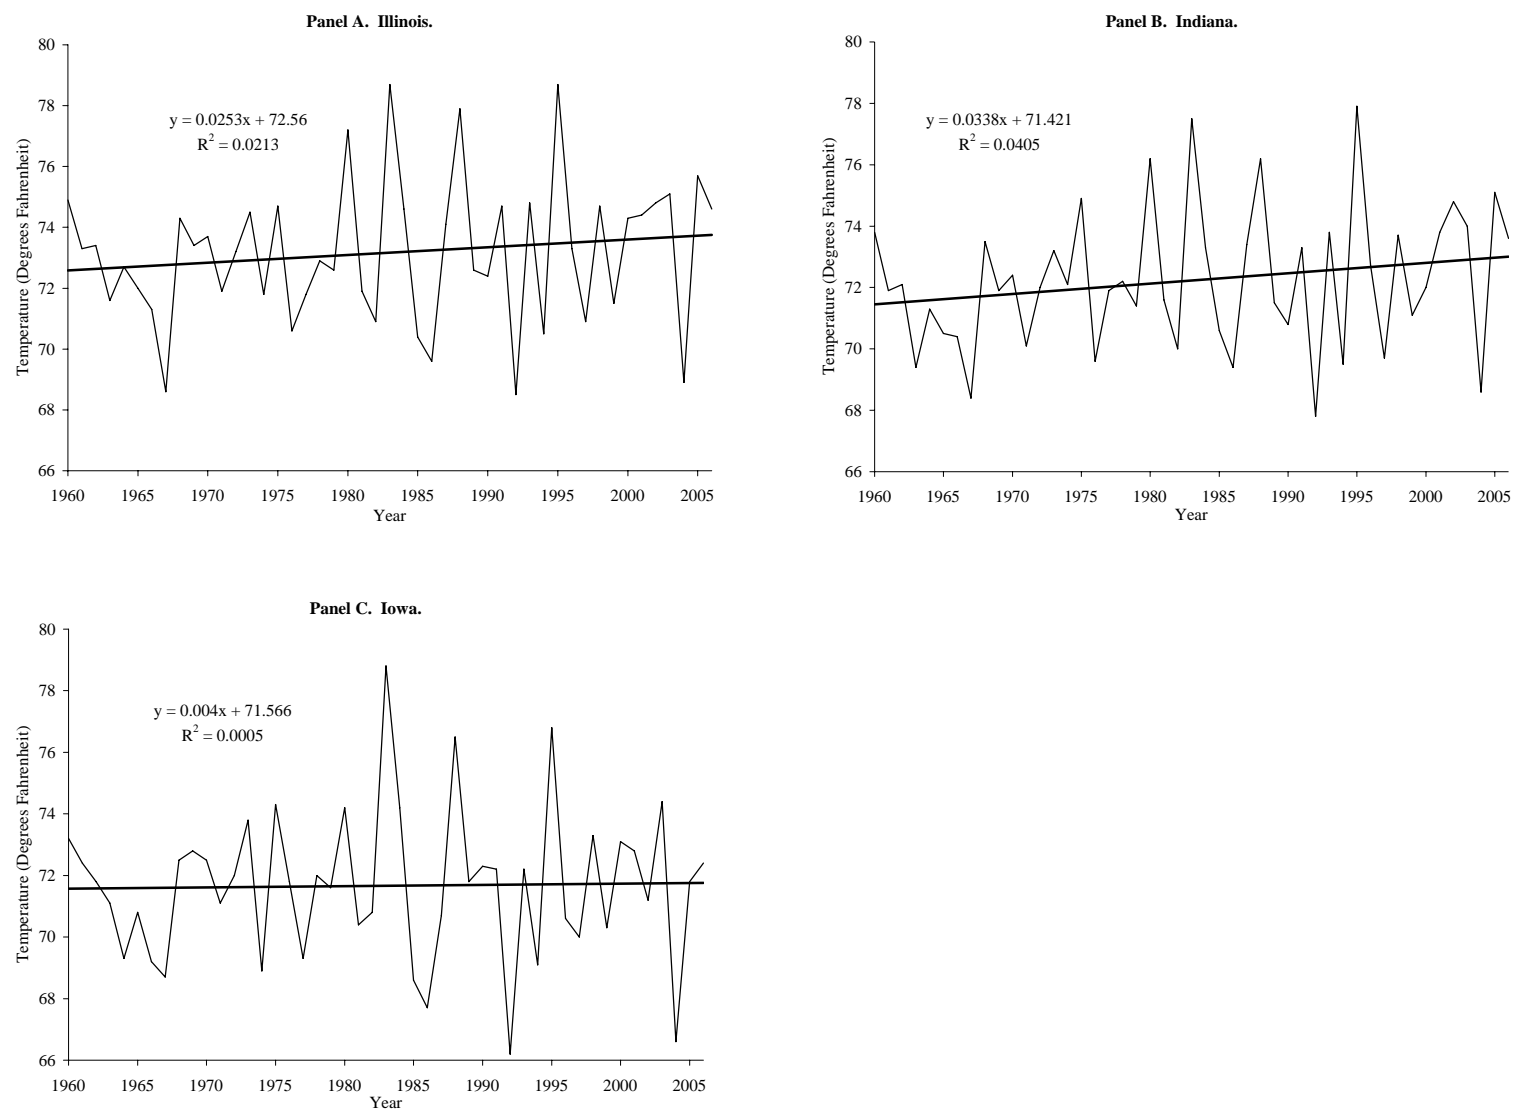 Panel A.  Illinois.
80
78
76
74
72
70
68
66
Temperature (Degrees Fahrenheit)
y = 0.0253x + 72.56
R² = 0.0213
1960 1965 1970 1975 1980 1985 1990 1995 2000 2005
Year
Panel B.  Indiana.
80
78
76
74
72
70
68
66
Temperature (Degrees Fahrenheit)
y = 0.0338x + 71.421
R² = 0.0405
1960 1965 1970 1975 1980 1985 1990 1995 2000 2005
Year
Panel C.  Iowa.
80
78
76
74
72
70
68
66
Temperature (Degrees Fahrenheit)
y = 0.004x + 71.566
R² = 0.0005
1960 1965 1970 1975 1980 1985 1990 1995 2000 2005
Year